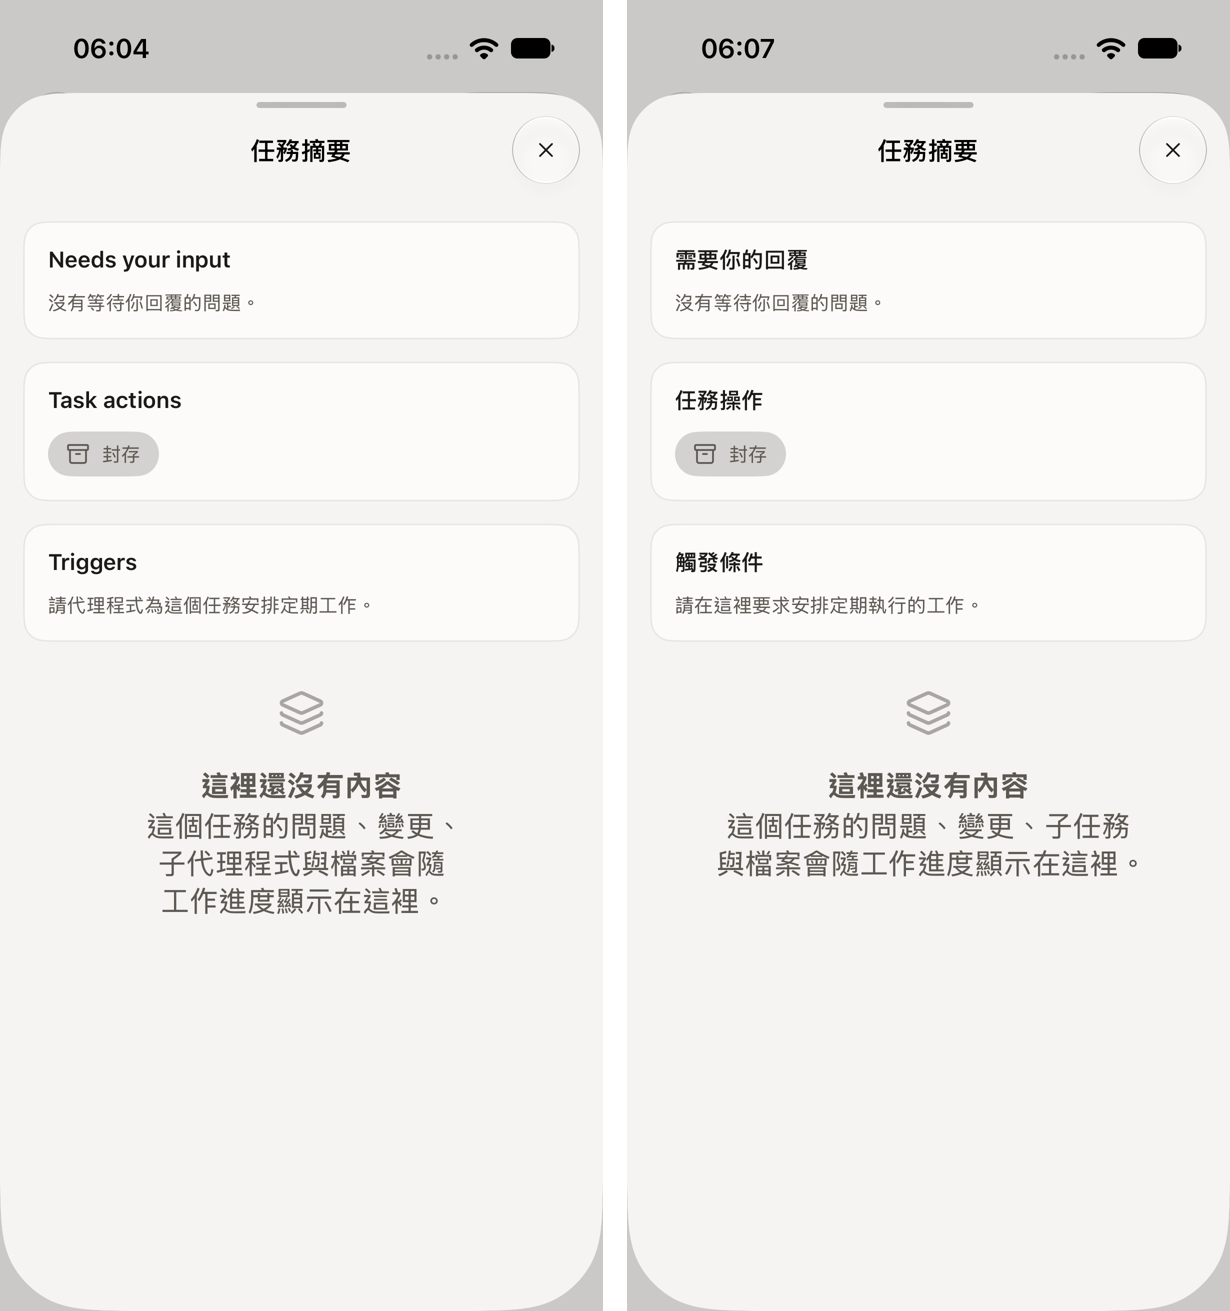 06:04
任務摘要
Needs your input
沒有等待你回覆的問題。
Task actions
封存
Triggers
請代理程式為這個任務安排定期工作。
這裡還沒有內容
這個任務的問題、變更、
子代理程式與檔案會隨
工作進度顯示在這裡。
06:07
任務摘要
需要你的回覆
沒有等待你回覆的問題。
任務操作
封存
觸發條件
請在這裡要求安排定期執行的工作。
這裡還沒有內容
這個任務的問題、變更、子任務
與檔案會隨工作進度顯示在這裡。